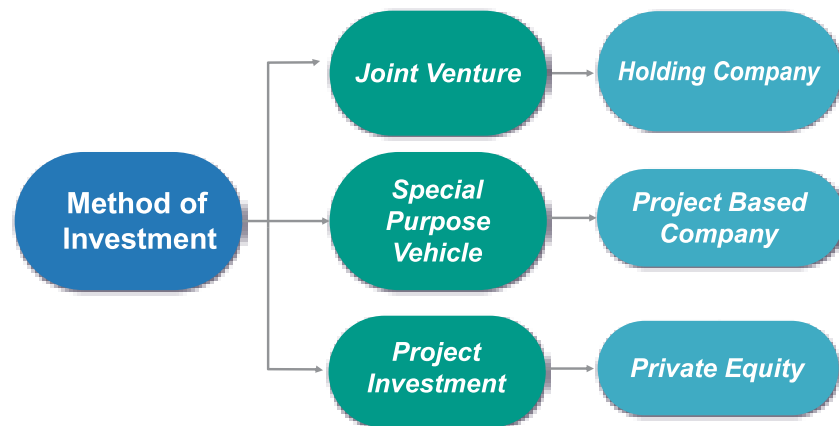 Method of
Investment
Joint Venture
Holding Company
Special
Purpose
Vehicle
Project Based
Company
Project
Investment
Private Equity